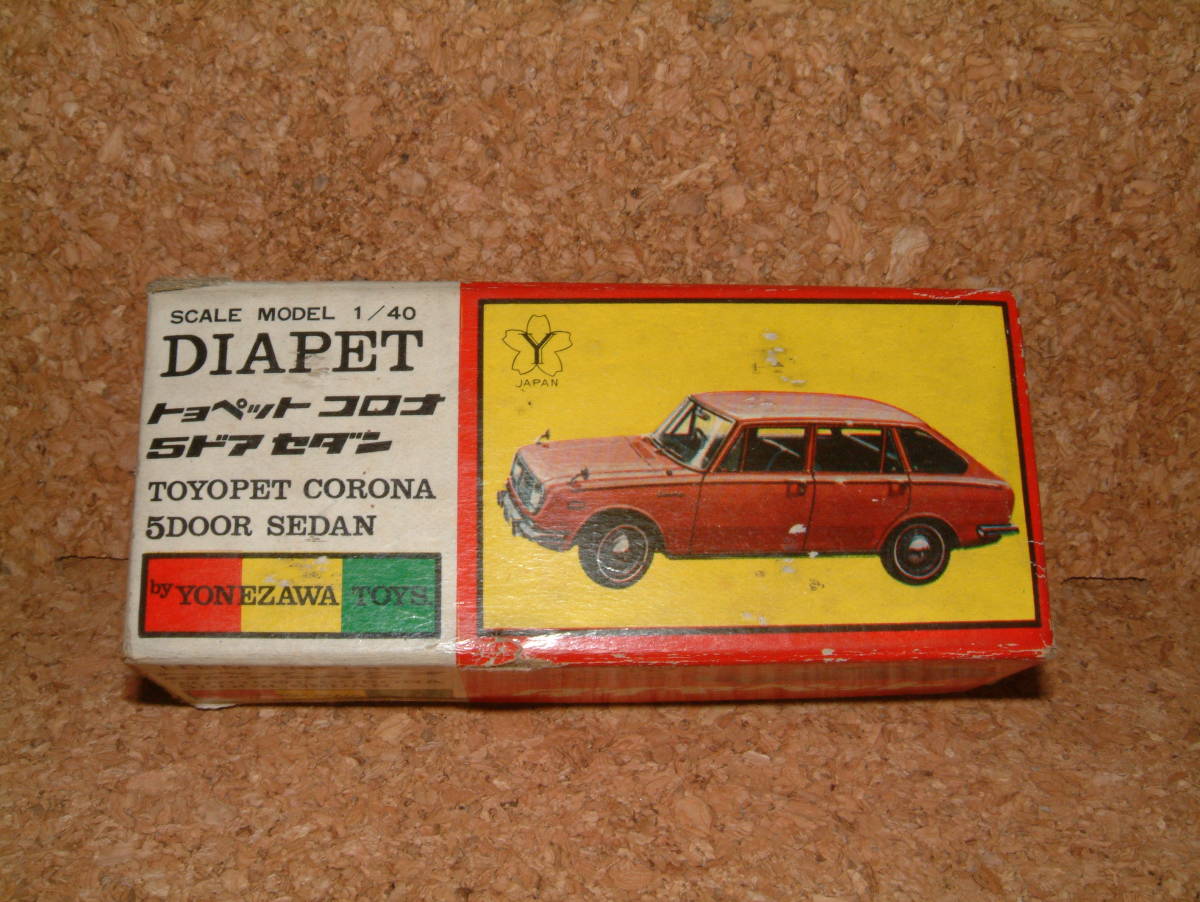 SCALE MODEL 1/40
DIAPET
トヨペット コロナ
5ドア セダン
TOYOPET CORONA
5DOOR SEDAN
by YONEZAWA TOYS.
Y
JAPAN